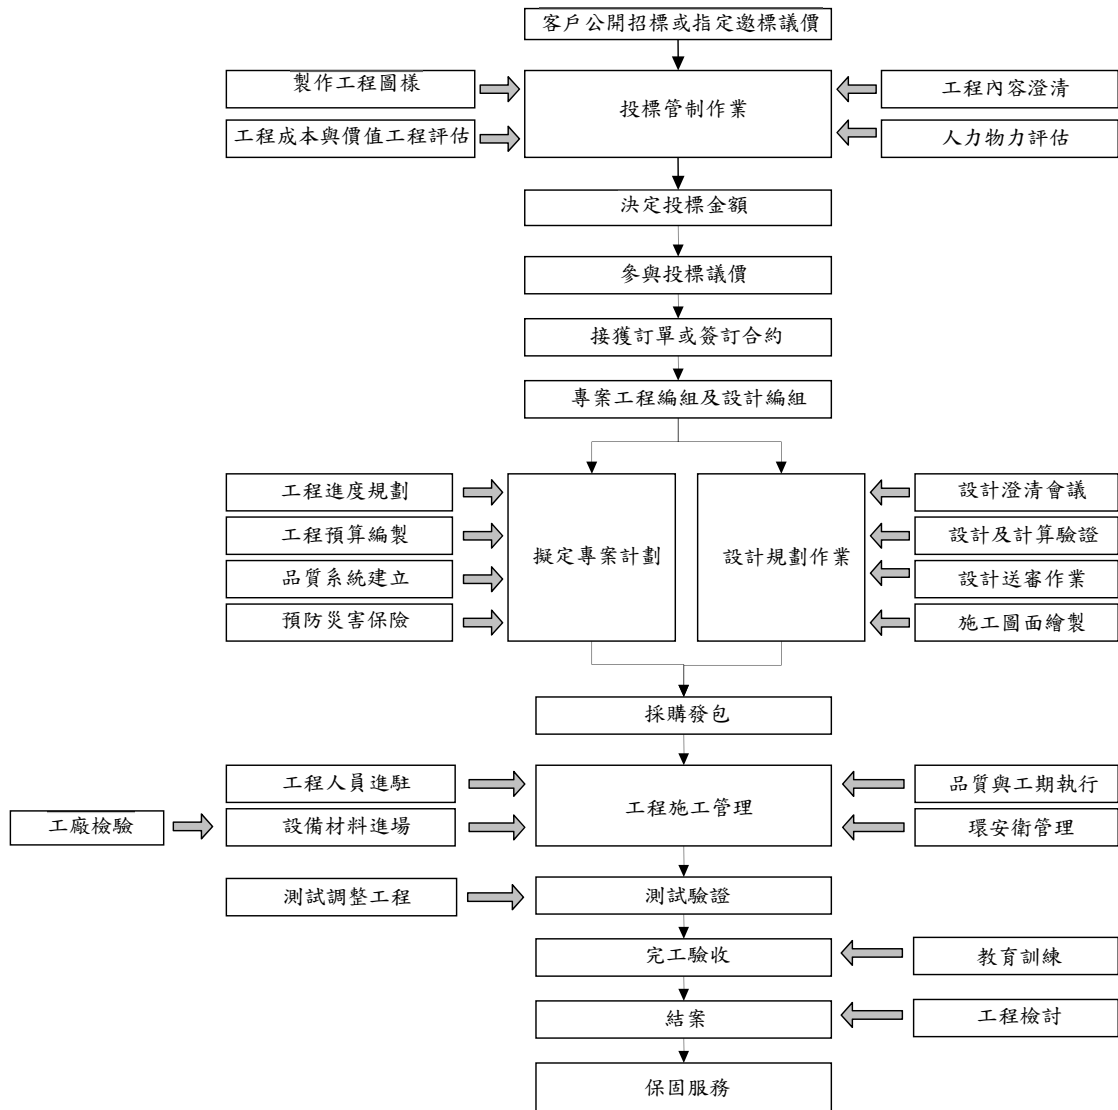 客戶公開招標或指定邀標議價
製作工程圖樣
投標管制作業
工程內容澄清
工程成本與價值工程評估
人力物力評估
決定投標金額
參與投標議價
接獲訂單或簽訂合約
專案工程編組及設計編組
工程進度規劃
工程預算編製
品質系統建立
預防災害保險
擬定專案計劃
設計規劃作業
設計澄清會議
設計及計算驗證
設計送審作業
施工圖面繪製
採購發包
工程人員進駐
工廠檢驗
設備材料進場
工程施工管理
品質與工期執行
環安衛管理
測試調整工程
測試驗證
完工驗收
教育訓練
結案
工程檢討
保固服務